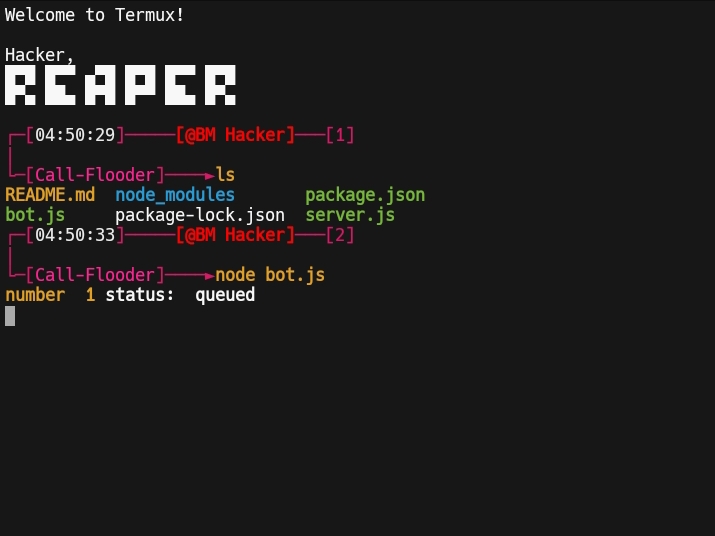 Welcome to Termux!
Hacker,
REAPER
┌─[04:50:29]─────[@BM Hacker]───[1]
│
└─[Call-Flooder]────►ls
README.md node_modules package.json
bot.js package-lock.json server.js
┌─[04:50:33]─────[@BM Hacker]───[2]
│
└─[Call-Flooder]────►node bot.js
number 1 status: queued